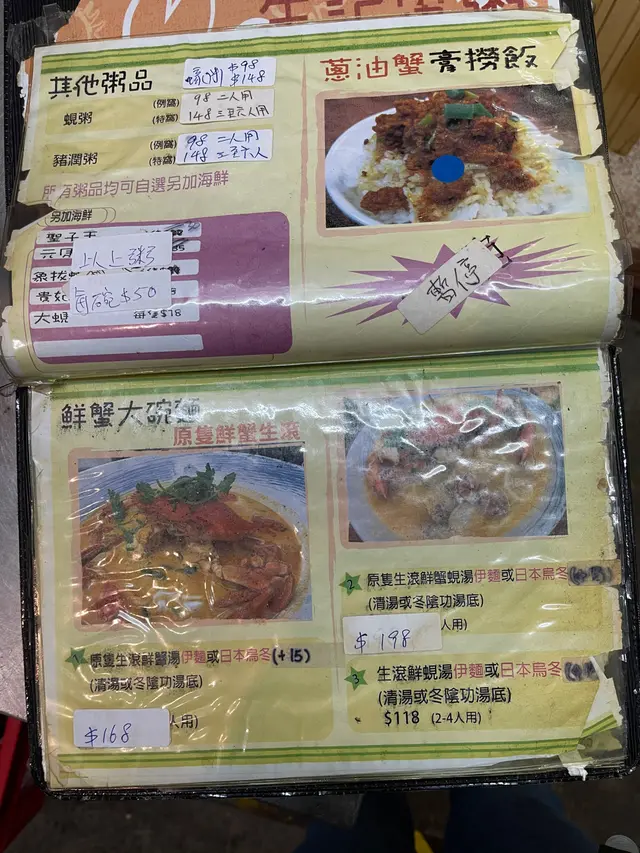 其他粥品
$98
$148
蜆粥
(例窩) 98 二人用
(特窩) 148 三至六人用
豬潤粥
(例窩) 98 二人用
(特窩) 148 三至六人
所有粥品均可自選另加海鮮
另加海鮮
聖子王
以上粥
每碗$50
大蜆
蔥油蟹膏撈飯
暫停
鮮蟹大碗麵
原隻鮮蟹生滾
1 原隻生滾鮮蟹湯伊麵或日本烏冬(+15)
(清湯或冬陰功湯底)
$168 人用)
2 原隻生滾鮮蟹蜆湯伊麵或日本烏冬
(清湯或冬陰功湯底)
$198 人用)
3 生滾鮮蜆湯伊麵或日本烏冬
(清湯或冬陰功湯底)
$118 (2-4人用)